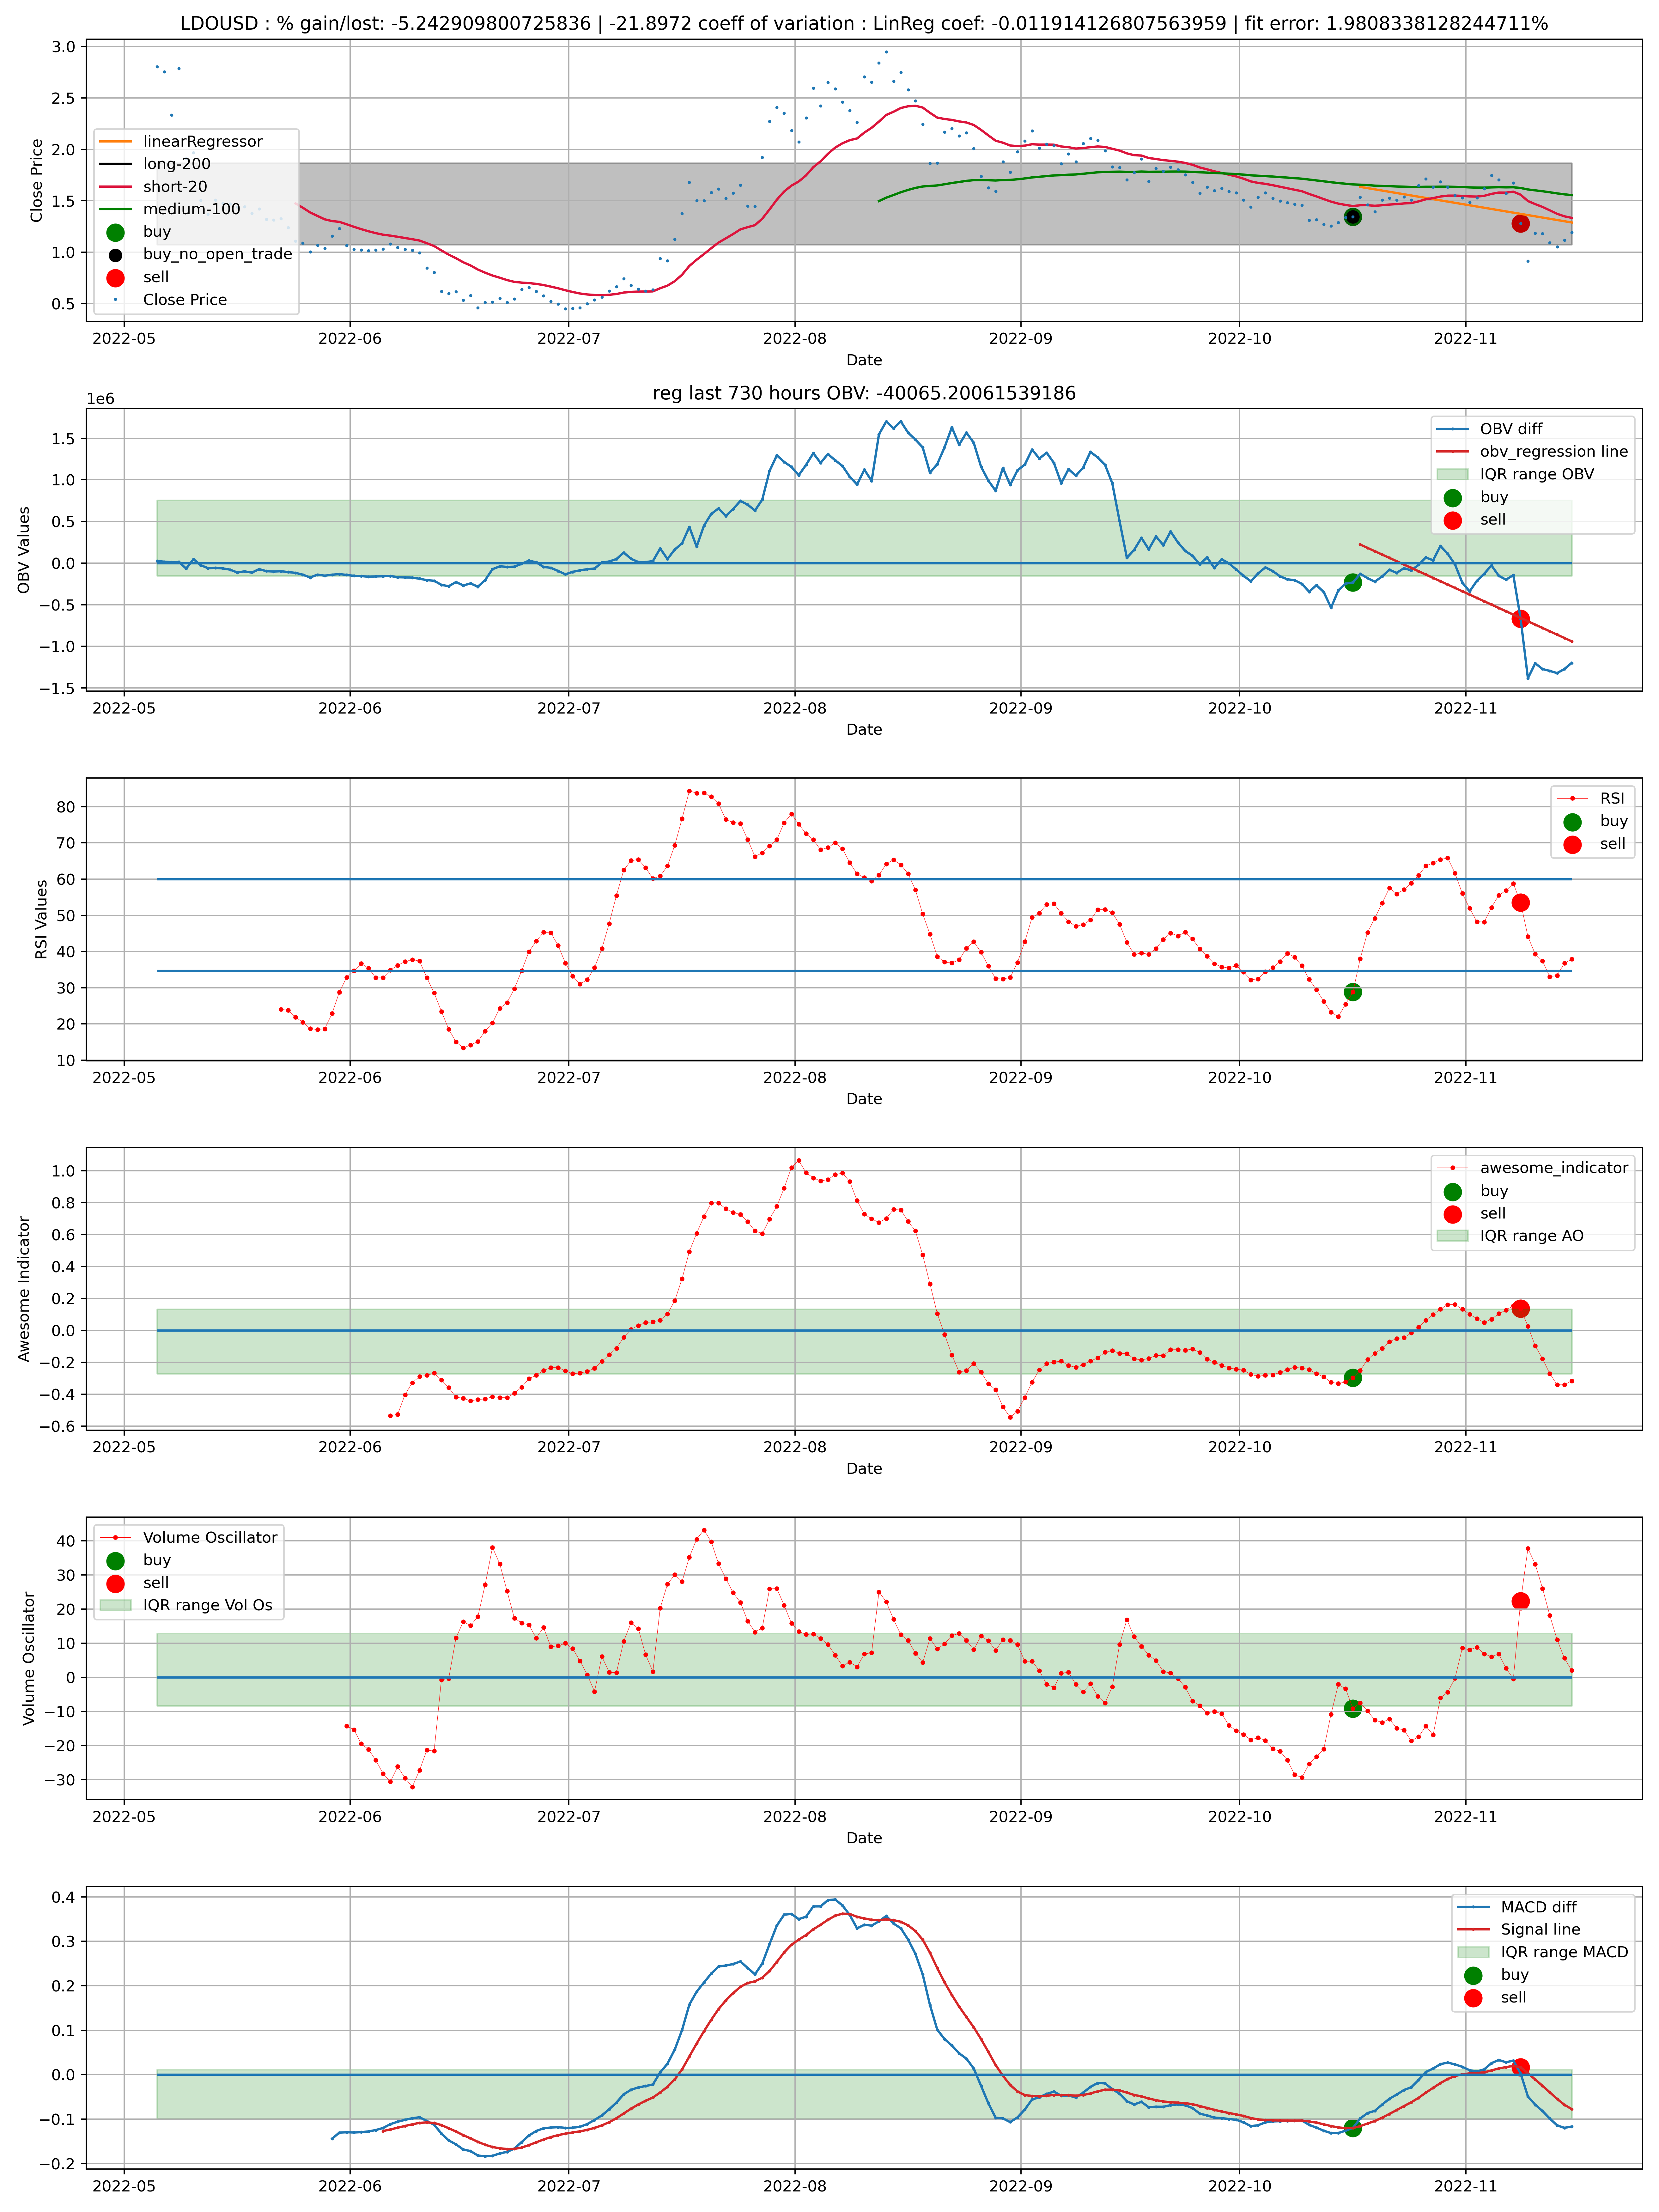 LDOUSD : % gain/lost: -5.242909800725836 | -21.8972 coeff of variation : LinReg coef: -0.011914126807563959 | fit error: 1.9808338128244711%
3.0
2.5
2.0
1.5
1.0
0.5
Close Price
linearRegressor
long-200
short-20
medium-100
buy
buy_no_open_trade
sell
Close Price
2022-05 2022-06 2022-07 2022-08 2022-09 2022-10 2022-11
Date
reg last 730 hours OBV: -40065.20061539186
1e6
1.5
1.0
0.5
0.0
−0.5
−1.0
−1.5
OBV Values
OBV diff
obv_regression line
IQR range OBV
buy
sell
2022-05 2022-06 2022-07 2022-08 2022-09 2022-10 2022-11
Date
80
70
60
50
40
30
20
10
RSI Values
RSI
buy
sell
2022-05 2022-06 2022-07 2022-08 2022-09 2022-10 2022-11
Date
1.0
0.8
0.6
0.4
0.2
0.0
−0.2
−0.4
−0.6
Awesome Indicator
awesome_indicator
buy
sell
IQR range AO
2022-05 2022-06 2022-07 2022-08 2022-09 2022-10 2022-11
Date
40
30
20
10
0
−10
−20
−30
Volume Oscillator
Volume Oscillator
buy
sell
IQR range Vol Os
2022-05 2022-06 2022-07 2022-08 2022-09 2022-10 2022-11
Date
0.4
0.3
0.2
0.1
0.0
−0.1
−0.2
MACD diff
Signal line
IQR range MACD
buy
sell
2022-05 2022-06 2022-07 2022-08 2022-09 2022-10 2022-11